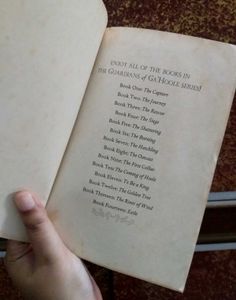 ENJOY ALL OF THE BOOKS IN
THE GUARDIANS OF GA'HOOLE SERIES!
Book One: The Capture
Book Two: The Journey
Book Three: The Rescue
Book Four: The Siege
Book Five: The Shattering
Book Six: The Burning
Book Seven: The Hatchling
Book Eight: The Outcast
Book Nine: The First Collier
Book Ten: The Coming of Hoole
Book Eleven: To Be a King
Book Twelve: The Golden Tree
Book Thirteen: The River of Wind
Book Fourteen: Exile